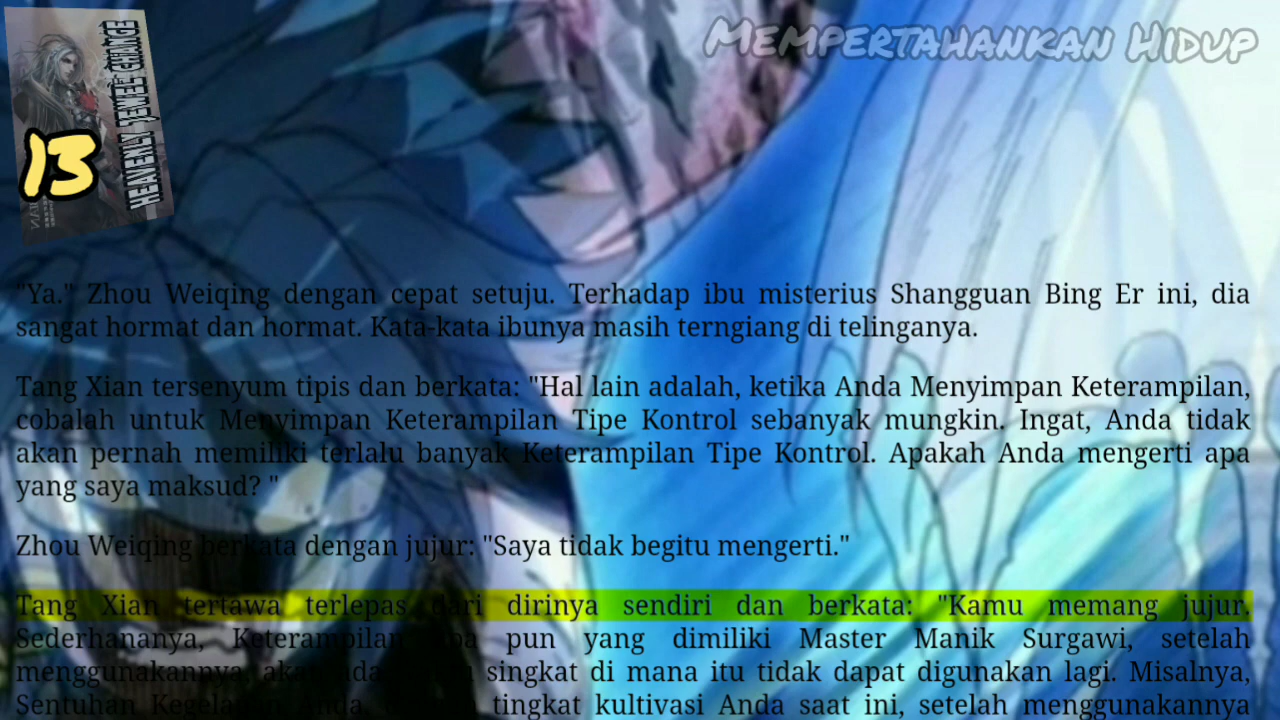 Mempertahankan Hidup
HEAVENLY JEWEL CHANGE
13
"Ya." Zhou Weiqing dengan cepat setuju. Terhadap ibu misterius Shangguan Bing Er ini, dia
sangat hormat dan hormat. Kata-kata ibunya masih terngiang di telinganya.
Tang Xian tersenyum tipis dan berkata: "Hal lain adalah, ketika Anda Menyimpan Keterampilan,
cobalah untuk Menyimpan Keterampilan Tipe Kontrol sebanyak mungkin. Ingat, Anda tidak
akan pernah memiliki terlalu banyak Keterampilan Tipe Kontrol. Apakah Anda mengerti apa
yang saya maksud? "
Zhou Weiqing berkata dengan jujur: "Saya tidak begitu mengerti."
Tang Xian tertawa terlepas dari dirinya sendiri dan berkata: "Kamu memang jujur.
Sederhananya, Keterampilan apa pun yang dimiliki Master Manik Surgawi, setelah
menggunakannya, akan ada singkat di mana itu tidak dapat digunakan lagi. Misalnya,
Sentuhan Kegelapan Anda, tingkat kultivasi Anda saat ini, setelah menggunakannya